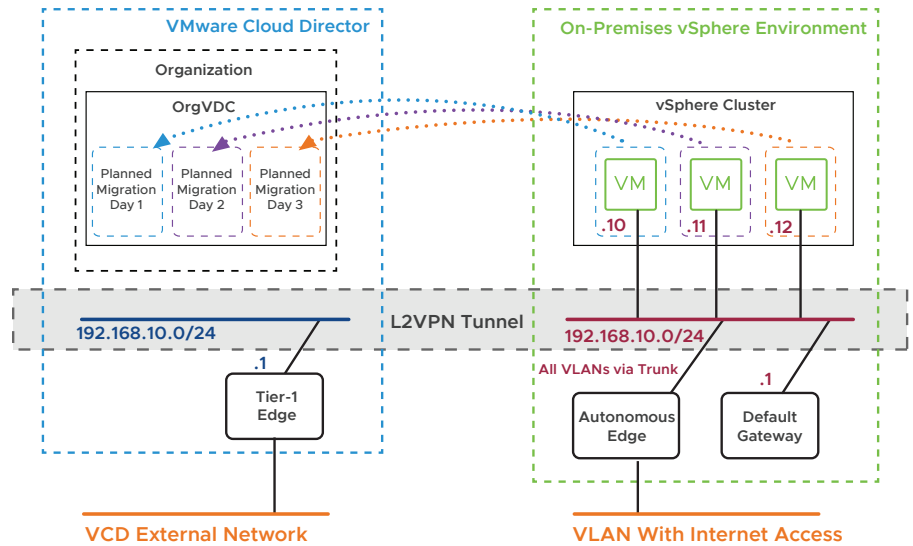 VMware Cloud Director
Organization
OrgVDC
Planned
Migration
Day 1
Planned
Migration
Day 2
Planned
Migration
Day 3
192.168.10.0/24
.1
Tier-1
Edge
VCD External Network
L2VPN Tunnel
On-Premises vSphere Environment
vSphere Cluster
VM
VM
VM
.10
.11
.12
192.168.10.0/24
All VLANs via Trunk
.1
Autonomous
Edge
Default
Gateway
VLAN With Internet Access